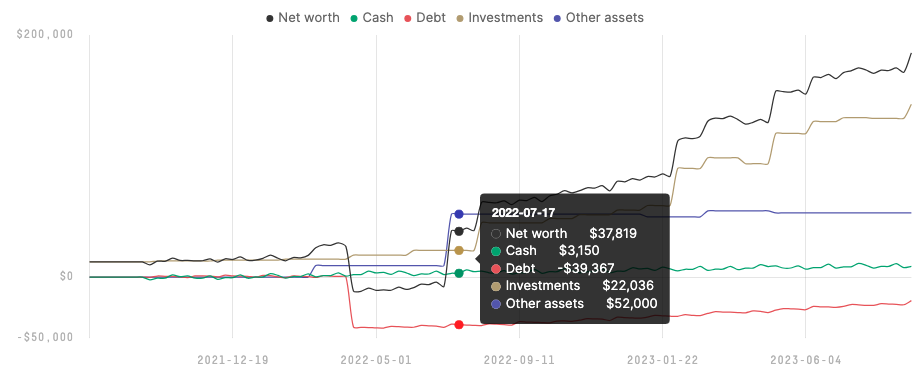 Net worth Cash Debt Investments Other assets
$200,000
2022-07-17
Net worth $37,819
Cash $3,150
Debt -$39,367
Investments $22,036
Other assets $52,000
$0
-$50,000
2021-12-19 2022-05-01 2022-09-11 2023-01-22 2023-06-04